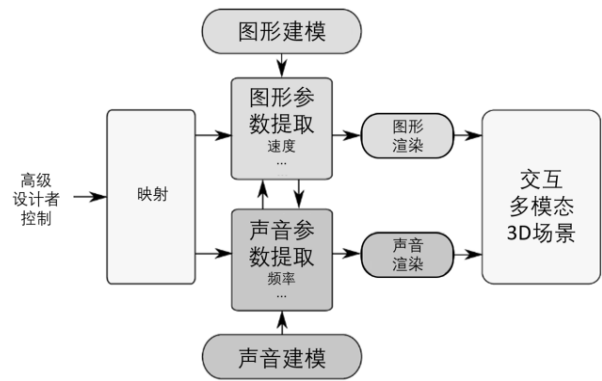 图形建模
图形参
数提取
速度
...
图形
渲染
高级
设计者
控制
映射
交互
多模态
3D场景
声音参
数提取
频率
...
声音
渲染
声音建模